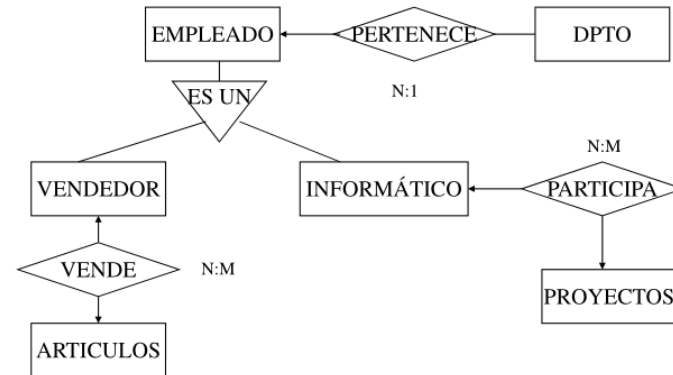 EMPLEADO
PERTENECE
DPTO
N:1
ES UN
N:M
VENDEDOR
INFORMÁTICO
PARTICIPA
VENDE
N:M
PROYECTOS
ARTICULOS